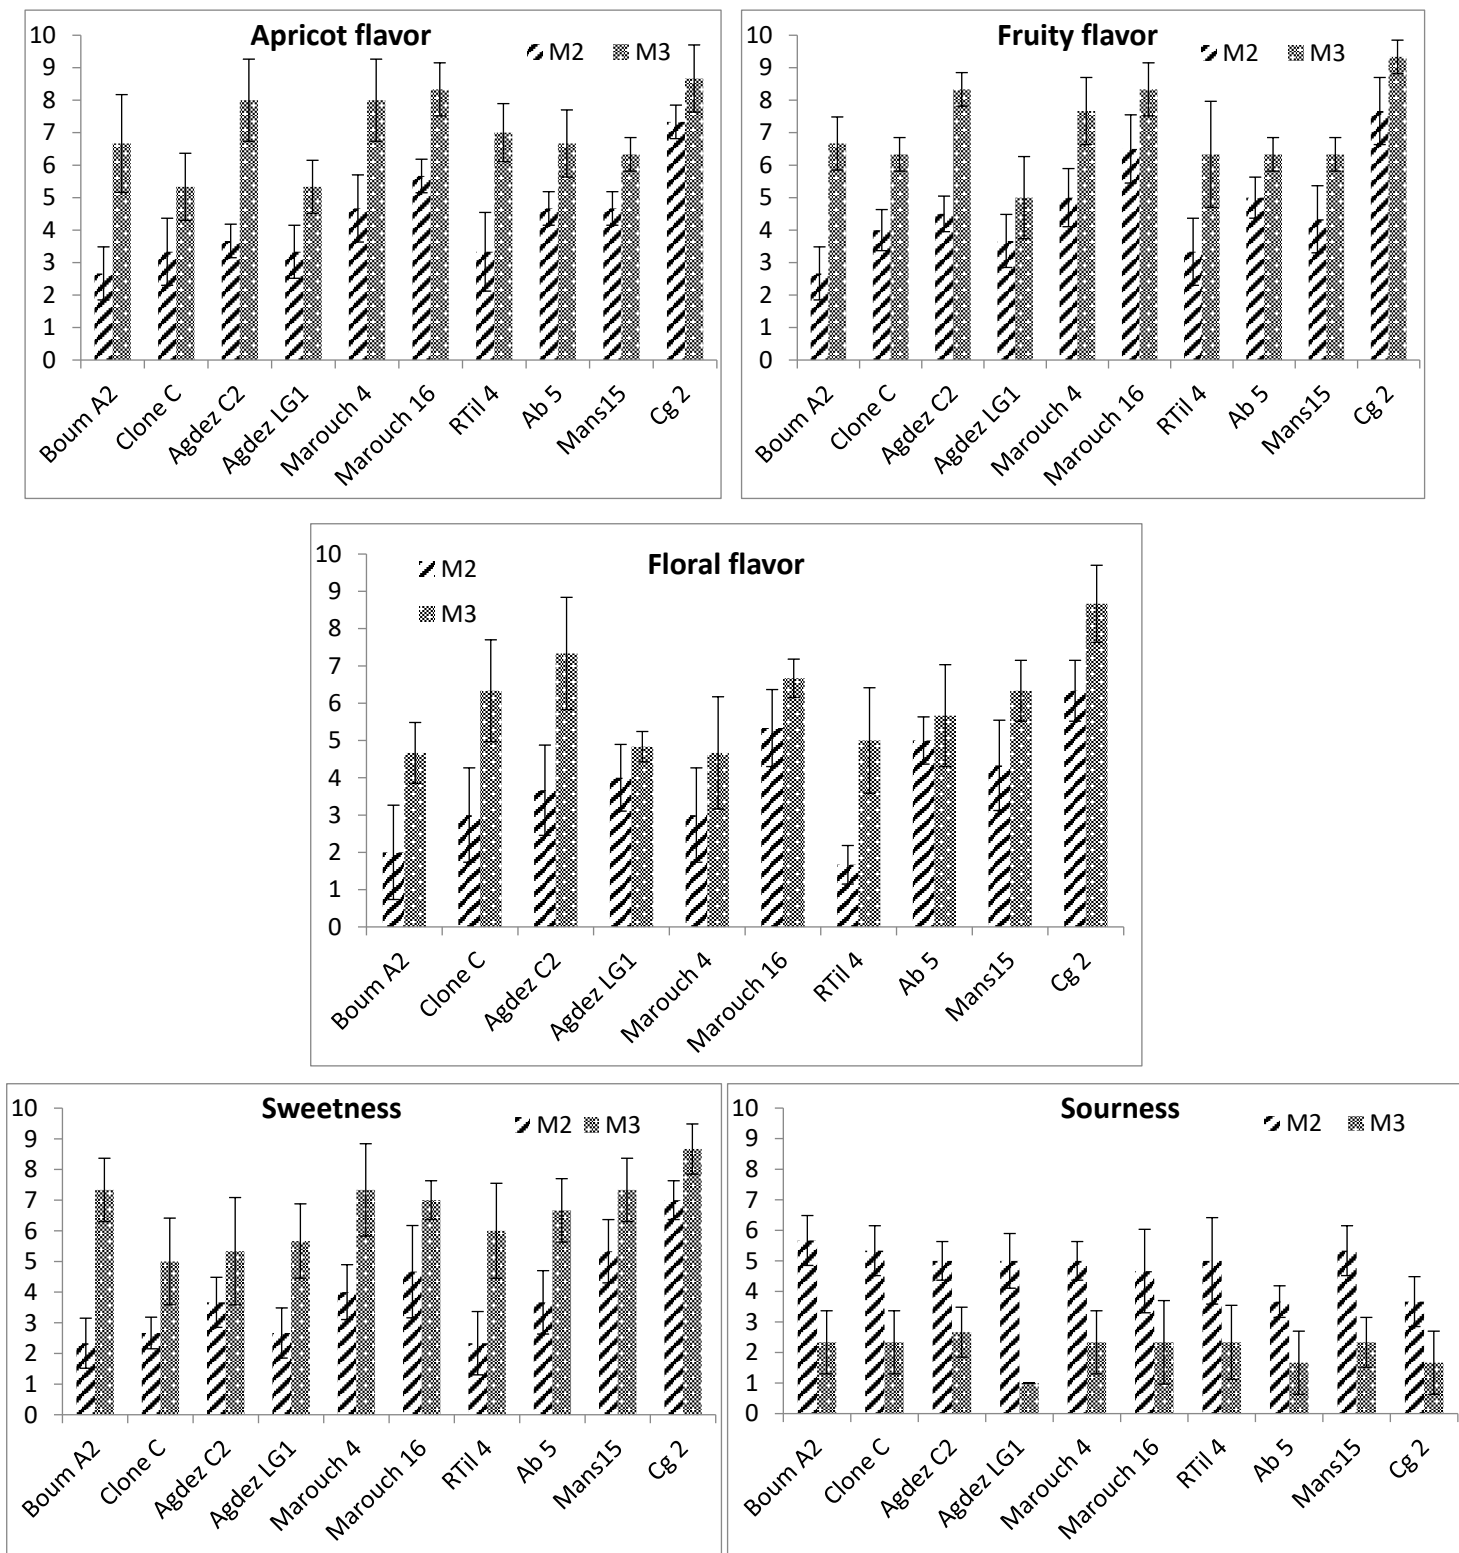 Apricot flavor
M2 M3
10
9
8
7
6
5
4
3
2
1
0
Boum A2
Clone C
Agdez C2
Agdez LG1
Marouch 4
Marouch 16
RTil 4
Ab 5
Mans15
Cg 2
Fruity flavor
M2 M3
10
9
8
7
6
5
4
3
2
1
0
Boum A2
Clone C
Agdez C2
Agdez LG1
Marouch 4
Marouch 16
RTil 4
Ab 5
Mans15
Cg 2
Floral flavor
M2
M3
10
9
8
7
6
5
4
3
2
1
0
Boum A2
Clone C
Agdez C2
Agdez LG1
Marouch 4
Marouch 16
RTil 4
Ab 5
Mans15
Cg 2
Sweetness
M2 M3
10
9
8
7
6
5
4
3
2
1
0
Boum A2
Clone C
Agdez C2
Agdez LG1
Marouch 4
Marouch 16
RTil 4
Ab 5
Mans15
Cg 2
Sourness
M2 M3
10
9
8
7
6
5
4
3
2
1
0
Boum A2
Clone C
Agdez C2
Agdez LG1
Marouch 4
Marouch 16
RTil 4
Ab 5
Mans15
Cg 2